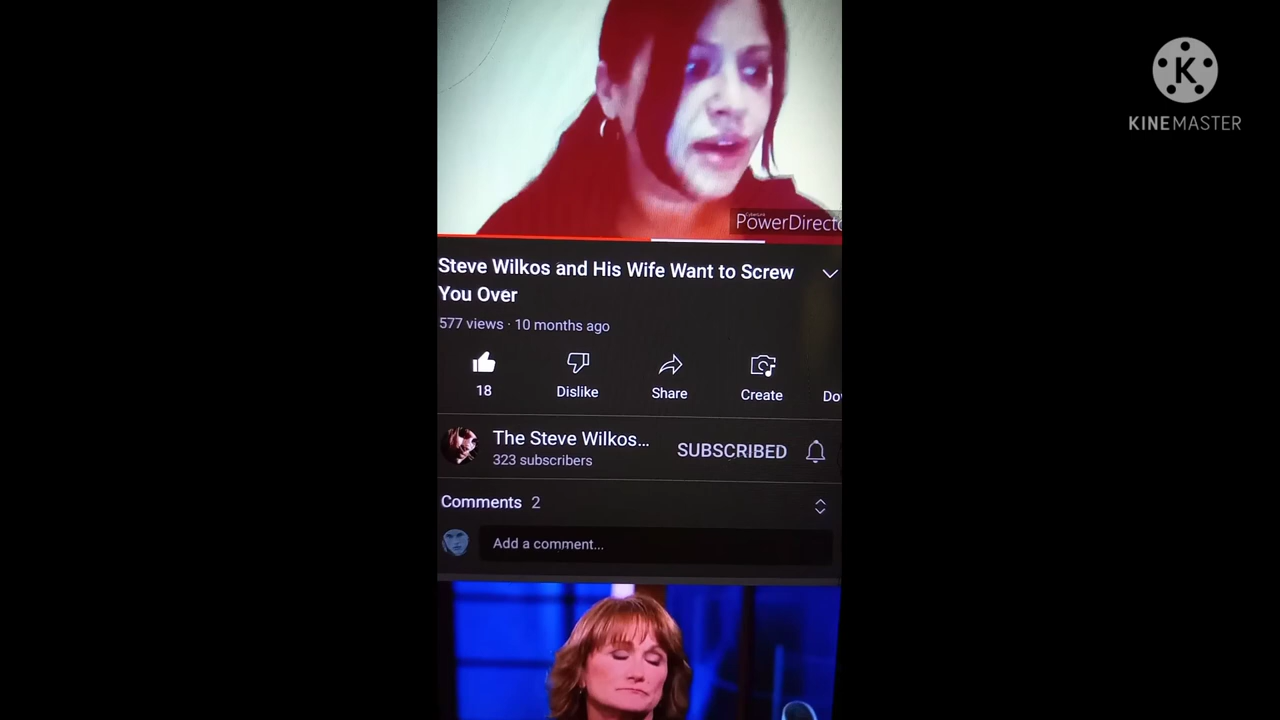 K
KINEMASTER
CyberLink
PowerDirecto
Steve Wilkos and His Wife Want to Screw
You Over
577 views · 10 months ago
18
Dislike
Share
Create
Do
The Steve Wilkos...
SUBSCRIBED
323 subscribers
Comments 2
Add a comment...